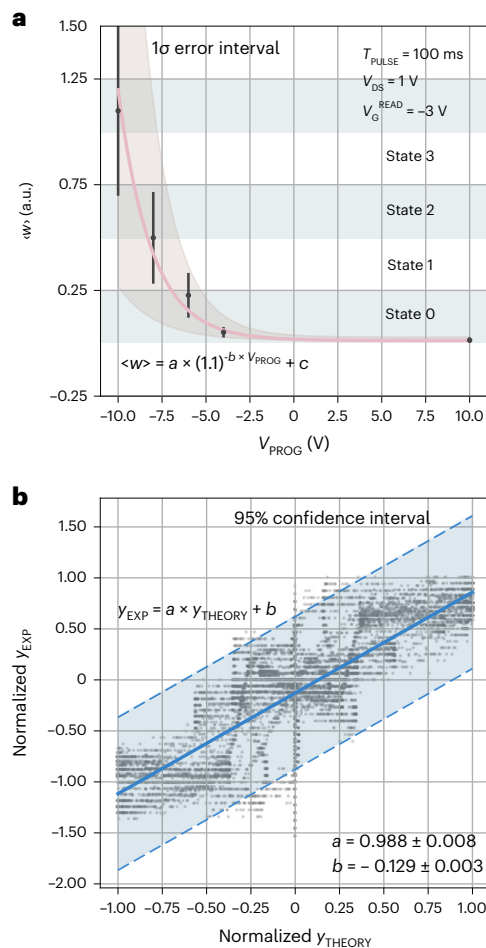 a
1.50
1σ error interval
T_PULSE = 100 ms
V_DS = 1 V
V_G^READ = –3 V
1.25
State 3
0.75
State 2
⟨w⟩ (a.u.)
State 1
0.25
State 0
⟨w⟩ = a × (1.1)^-b × V_PROG + c
–0.25
–10.0 –7.5 –5.0 –2.5 0 2.5 5.0 7.5 10.0
V_PROG (V)
b
95% confidence interval
1.50
1.00
y_EXP = a × y_THEORY + b
0.50
0
Normalized y_EXP
–0.50
–1.00
–1.50
a = 0.988 ± 0.008
b = – 0.129 ± 0.003
–2.00
–1.00 –0.75 –0.50 –0.25 0 0.25 0.50 0.75 1.00
Normalized y_THEORY